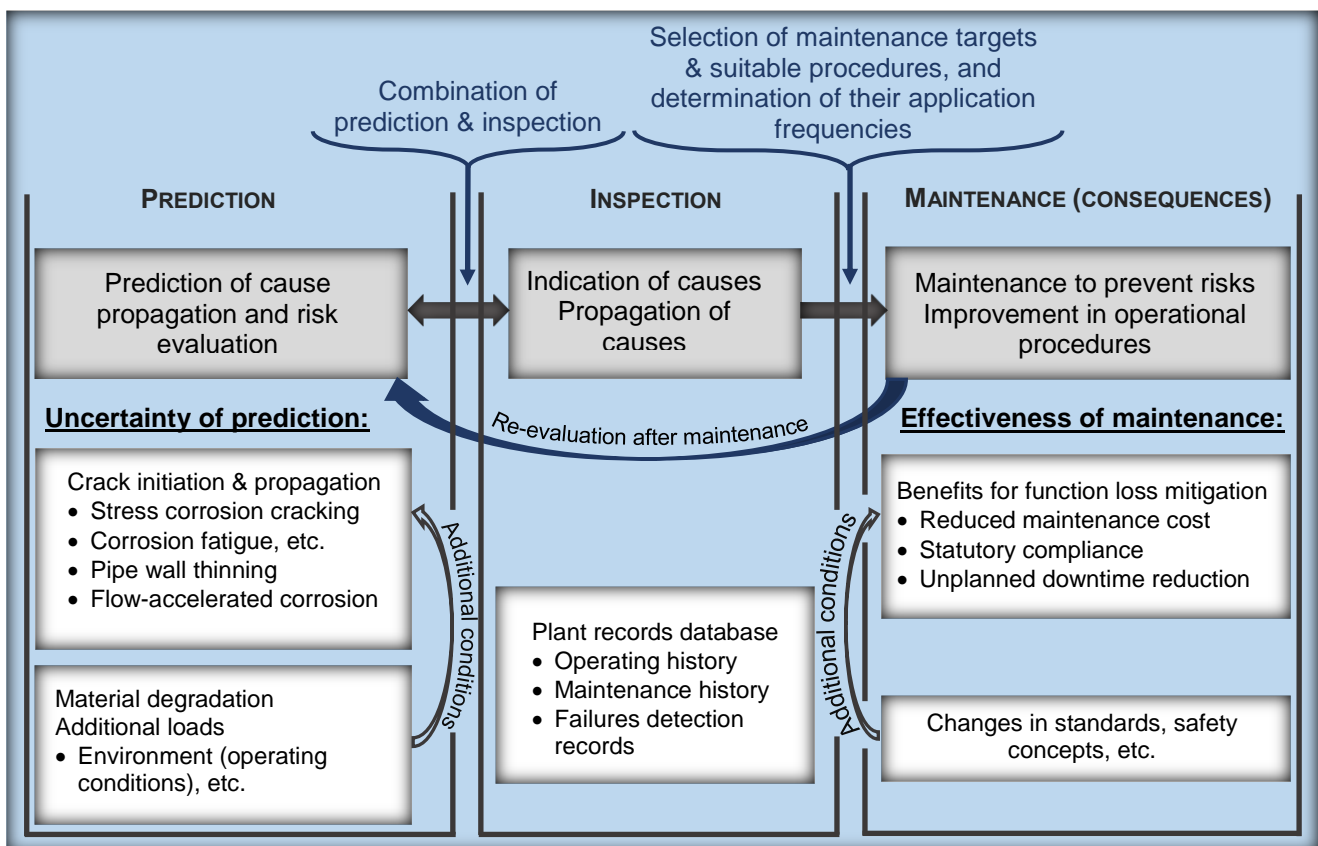 Combination of
prediction & inspection
Selection of maintenance targets
& suitable procedures, and
determination of their application
frequencies
PREDICTION
Prediction of cause
propagation and risk
evaluation
Uncertainty of prediction:
Crack initiation & propagation
• Stress corrosion cracking
• Corrosion fatigue, etc.
• Pipe wall thinning
• Flow-accelerated corrosion
Material degradation
Additional loads
• Environment (operating
conditions), etc.
Additional conditions
INSPECTION
Indication of causes
Propagation of
causes
Re-evaluation after maintenance
Plant records database
• Operating history
• Maintenance history
• Failures detection
records
Additional conditions
MAINTENANCE (CONSEQUENCES)
Maintenance to prevent risks
Improvement in operational
procedures
Effectiveness of maintenance:
Benefits for function loss mitigation
• Reduced maintenance cost
• Statutory compliance
• Unplanned downtime reduction
Changes in standards, safety
concepts, etc.